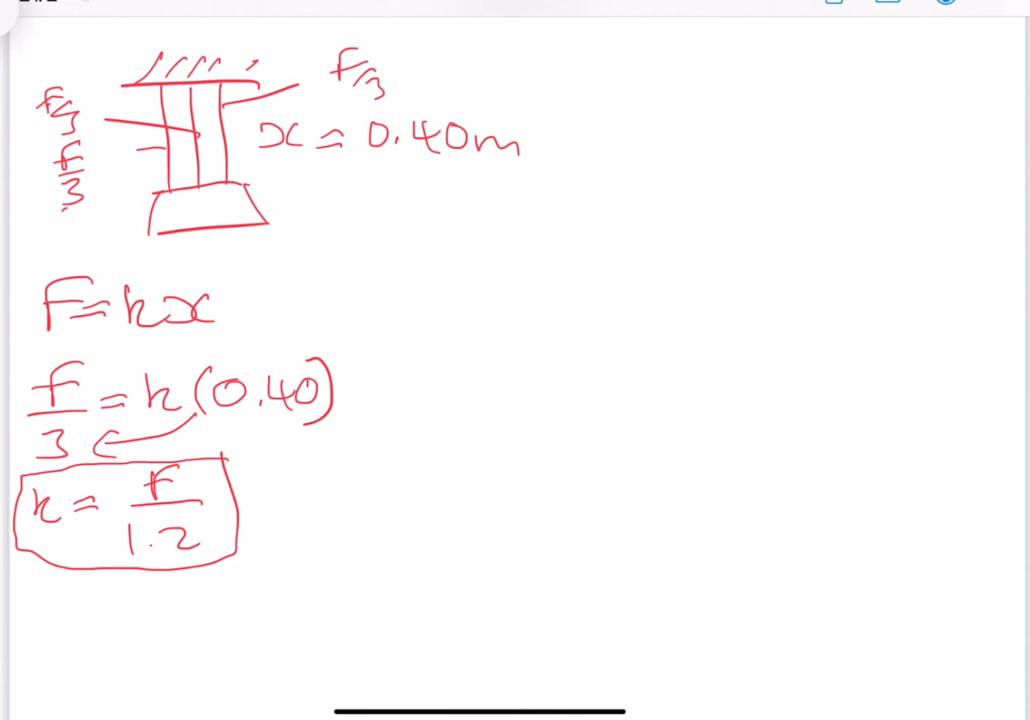 F/3
F/3
F/3
x = 0.40m
F = kx
F/3 = k(0.40)
k = F/1.2